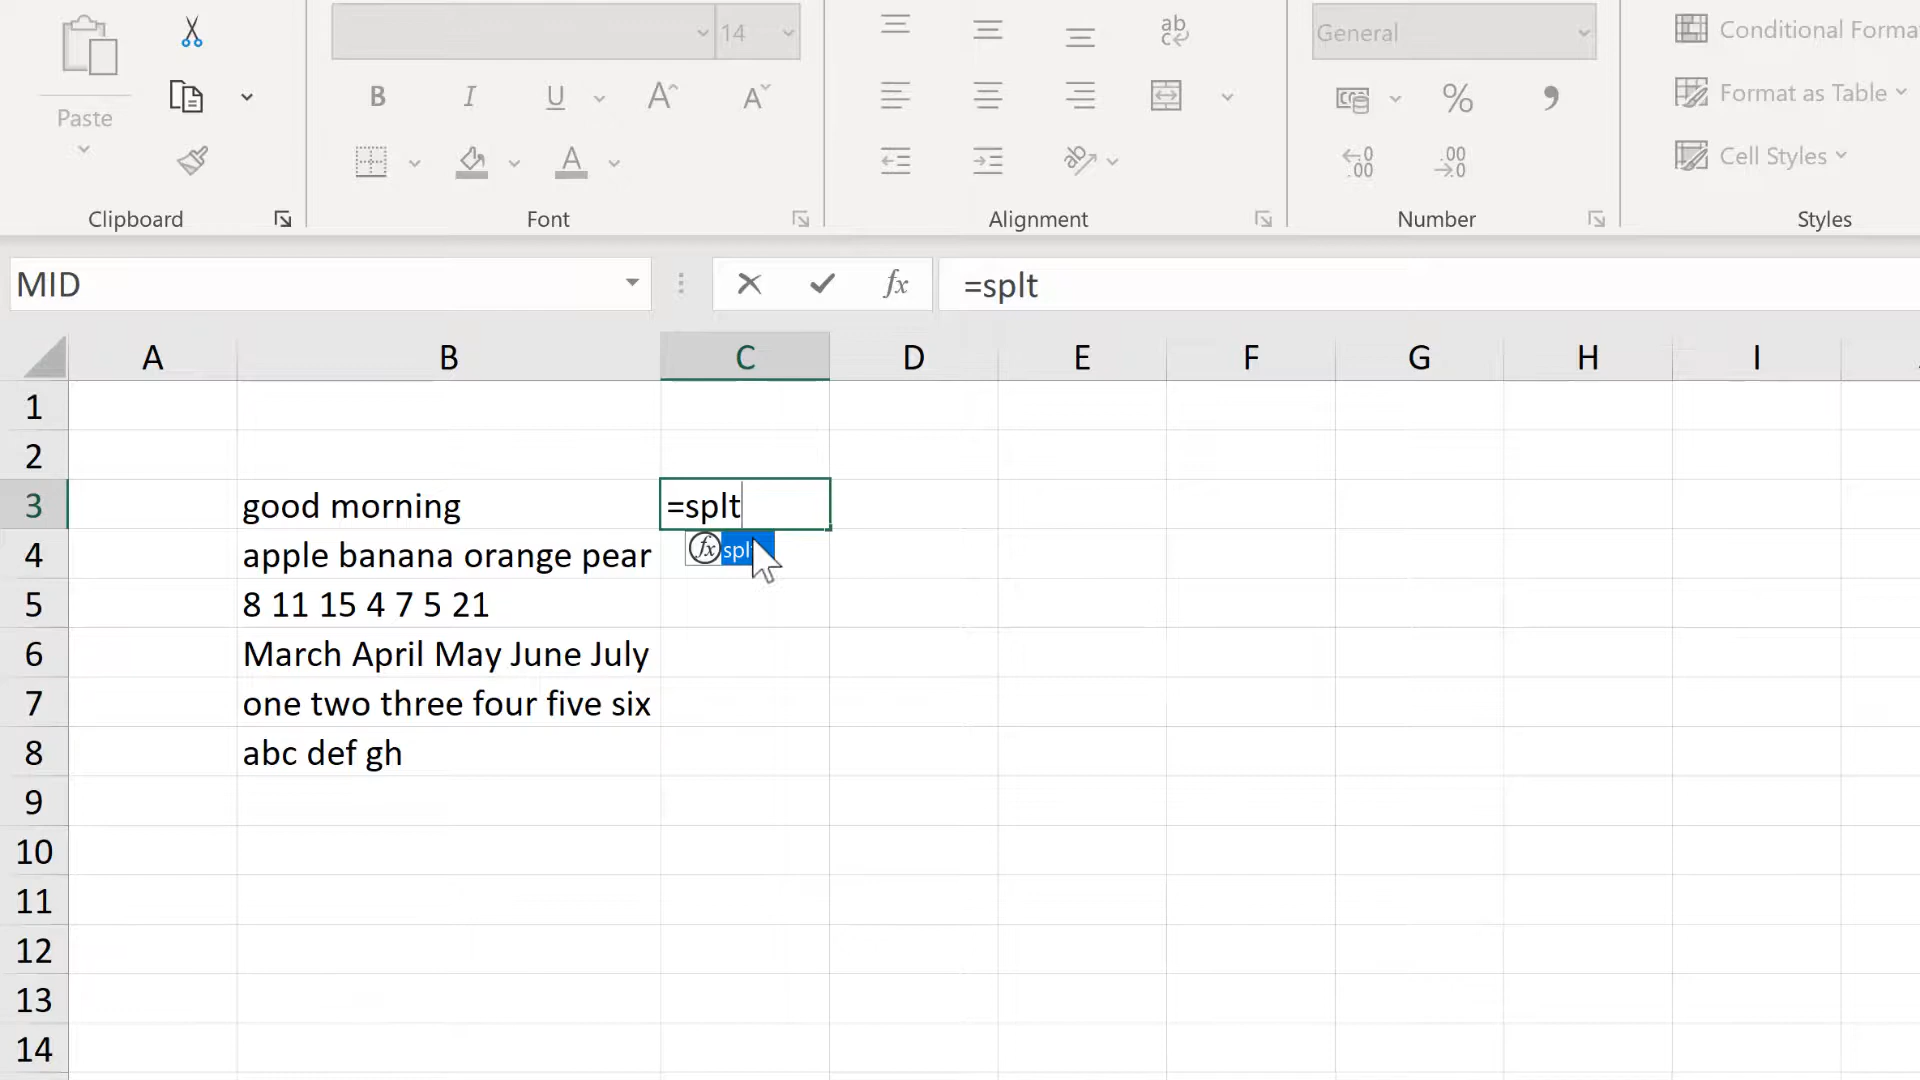 14
General
Conditional Forma
Paste
B I U A A
% ,
Format as Table
A
Cell Styles
Clipboard Font Alignment Number Styles
MID fx =splt
A B C D E F G H I
1
2
3 good morning =splt
fx spl
4 apple banana orange pear
5 8 11 15 4 7 5 21
6 March April May June July
7 one two three four five six
8 abc def gh
9
10
11
12
13
14